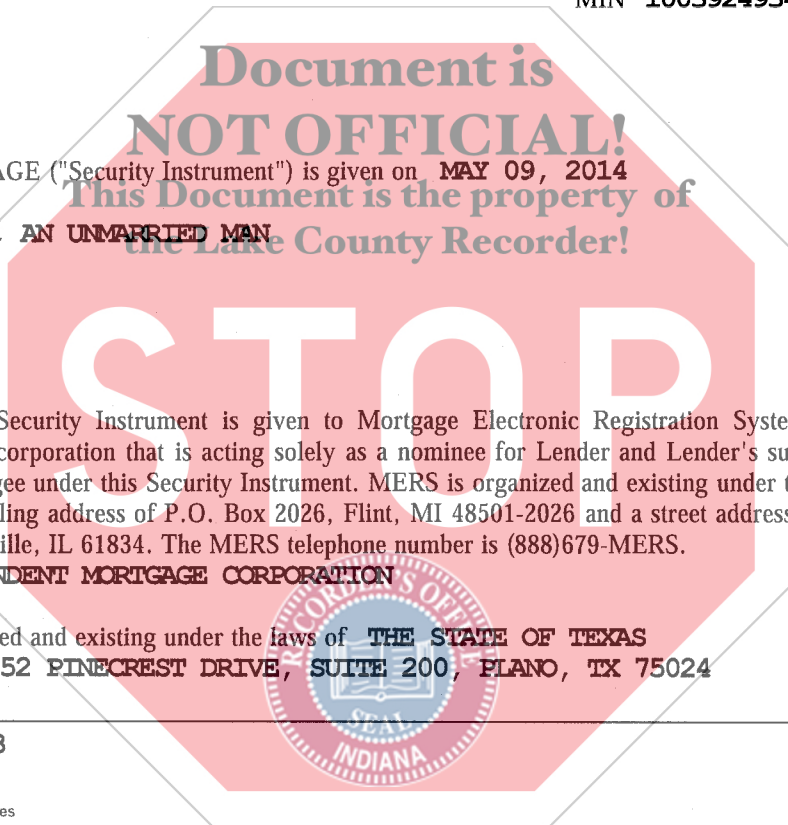 MIN
Document is
NOT OFFICIAL!
AGE ("Security Instrument") is given on MAY 09, 2014
This Document is the property of
AN UNMARRIED MAN
the Lake County Recorder!
STOP
Security Instrument is given to Mortgage Electronic Registration Syste
corporation that is acting solely as a nominee for Lender and Lender's su
gee under this Security Instrument. MERS is organized and existing under t
ling address of P.O. Box 2026, Flint, MI 48501-2026 and a street address
ille, IL 61834. The MERS telephone number is (888)679-MERS.
NDENT MORTGAGE CORPORATION
RECORDER'S OFFICE
ed and existing under the laws of THE STATE OF TEXAS
52 PINECREST DRIVE, SUITE 200, PLANO, TX 75024
SEAL
INDIANA
es